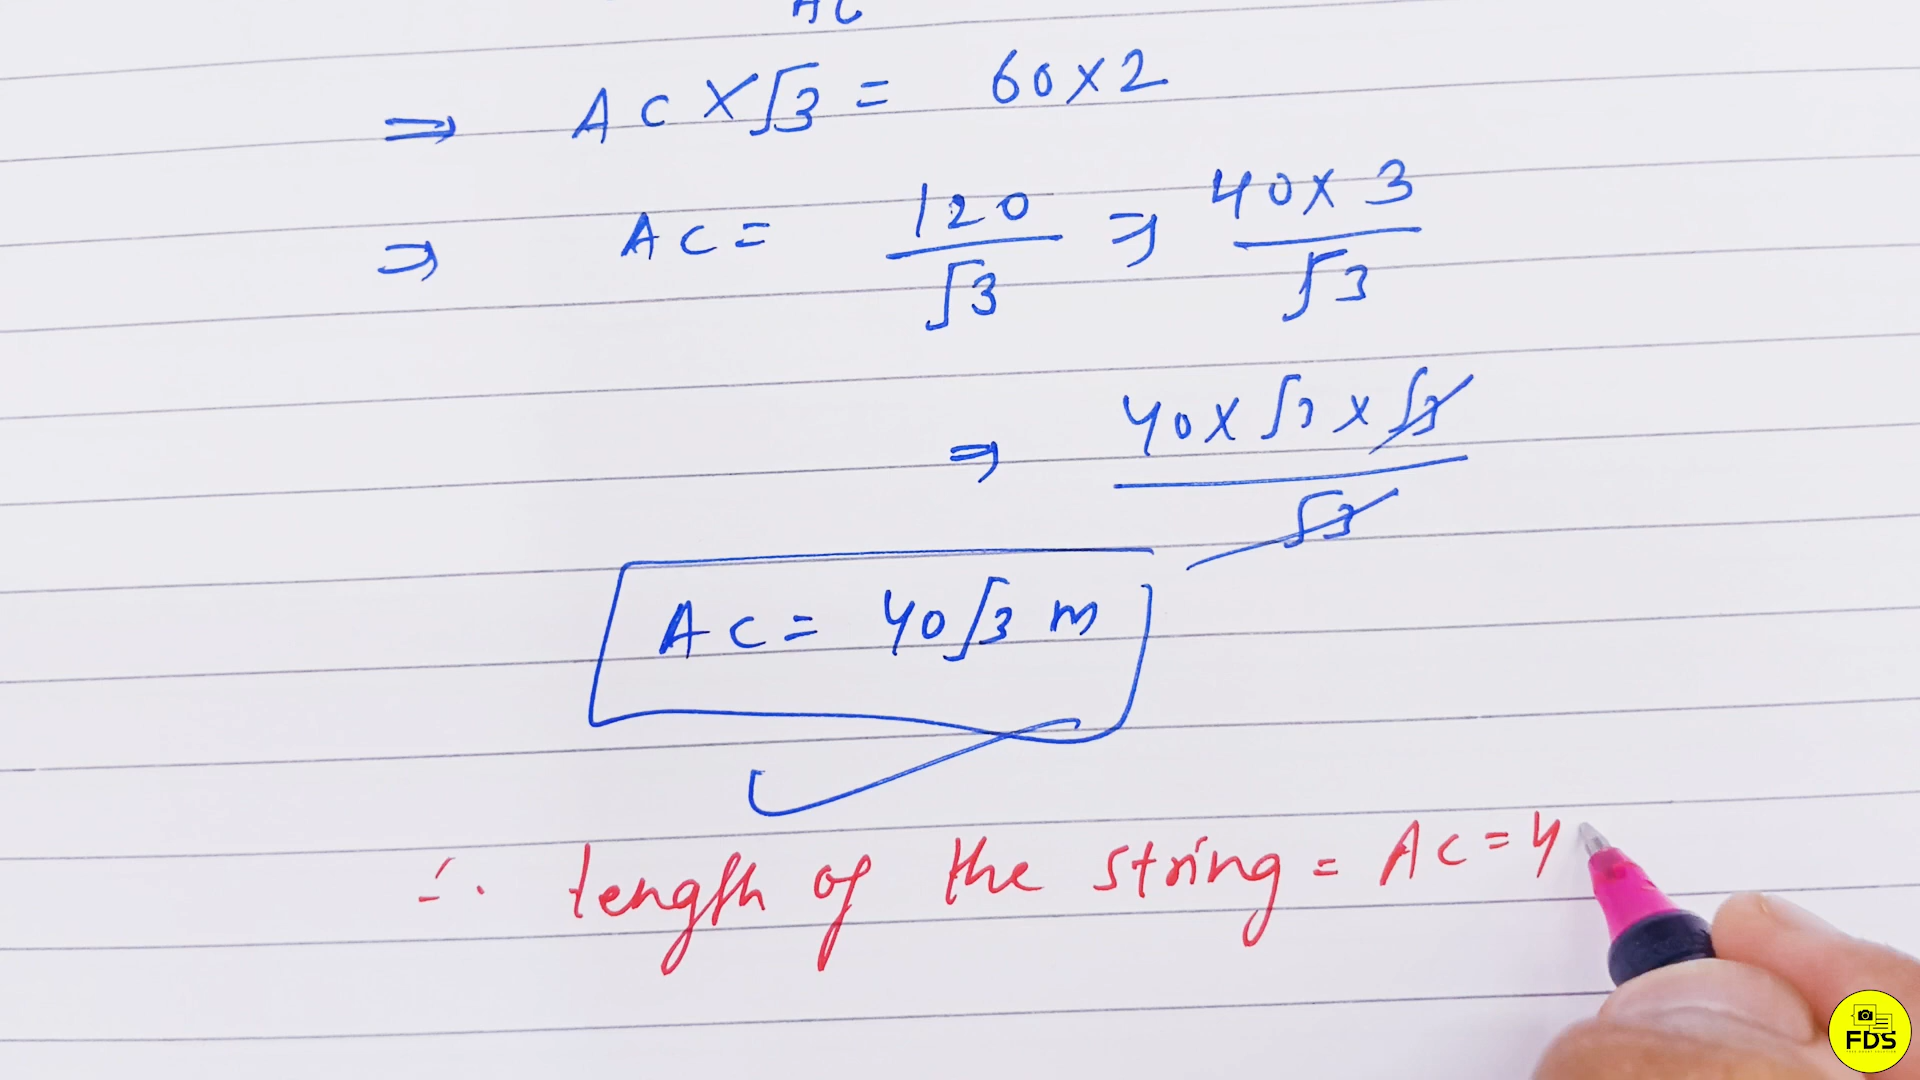 AC
⇒ AC × √3 = 60 × 2
⇒ AC = 120/√3 ⇒ 40 × 3/√3
⇒ 40 × √3 × √3/√3
AC = 40√3 m
∴ length of the string = AC = 4
FDS